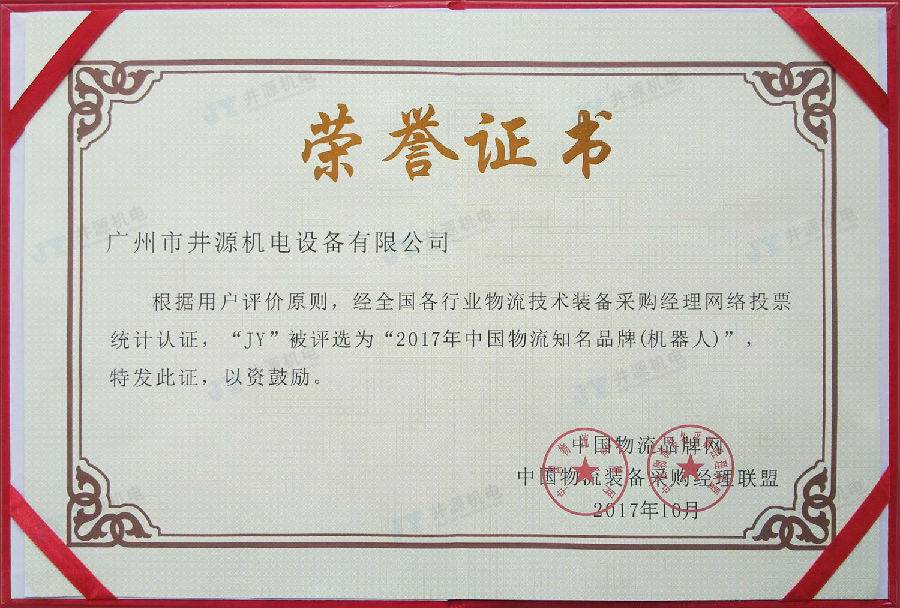 荣誉证书
广州市井源机电设备有限公司
根据用户评价原则，经全国各行业物流技术装备采购经理网络投票
统计认证，“JY”被评选为“2017年中国物流知名品牌(机器人)”，
特发此证，以资鼓励。
中国物流品牌网
中国物流装备采购经理联盟
2017年10月
JY 井源机电